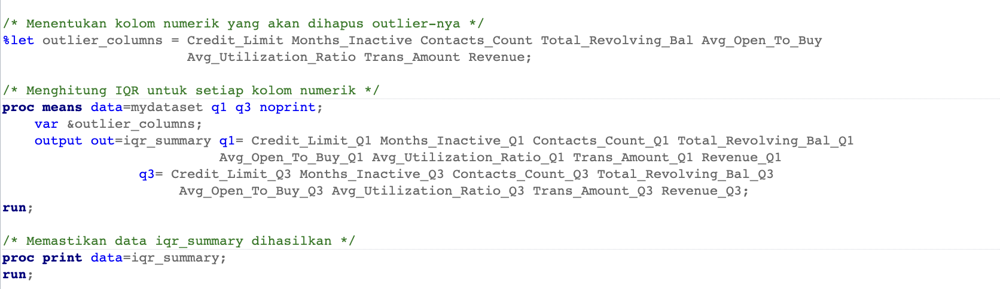 /* Menentukan kolom numerik yang akan dihapus outlier-nya */
%let outlier_columns = Credit_Limit Months_Inactive Contacts_Count Total_Revolving_Bal Avg_Open_To_Buy
Avg_Utilization_Ratio Trans_Amount Revenue;
/* Menghitung IQR untuk setiap kolom numerik */
proc means data=mydataset q1 q3 noprint;
var &outlier_columns;
output out=iqr_summary q1= Credit_Limit_Q1 Months_Inactive_Q1 Contacts_Count_Q1 Total_Revolving_Bal_Q1
Avg_Open_To_Buy_Q1 Avg_Utilization_Ratio_Q1 Trans_Amount_Q1 Revenue_Q1
q3= Credit_Limit_Q3 Months_Inactive_Q3 Contacts_Count_Q3 Total_Revolving_Bal_Q3
Avg_Open_To_Buy_Q3 Avg_Utilization_Ratio_Q3 Trans_Amount_Q3 Revenue_Q3;
run;
/* Memastikan data iqr_summary dihasilkan */
proc print data=iqr_summary;
run;